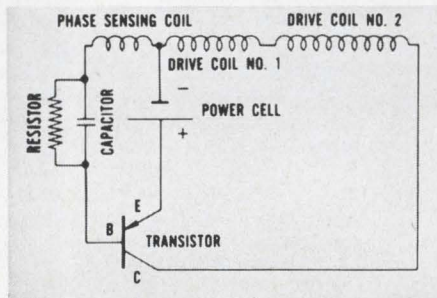 PHASE SENSING COIL
DRIVE COIL NO. 2
DRIVE COIL NO. 1
RESISTOR
CAPACITOR
−
POWER CELL
+
E
B
TRANSISTOR
C